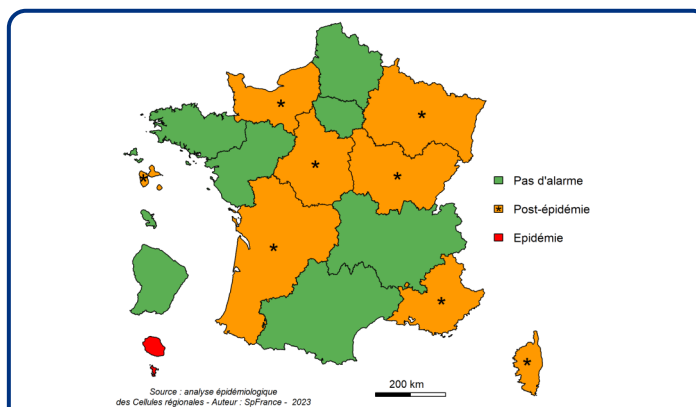 Pas d'alarme
* Post-épidémie
Epidémie
*
*
*
*
*
*
*
*
200 km
Source : analyse épidémiologique
des Cellules régionales - Auteur : SpFrance - 2023